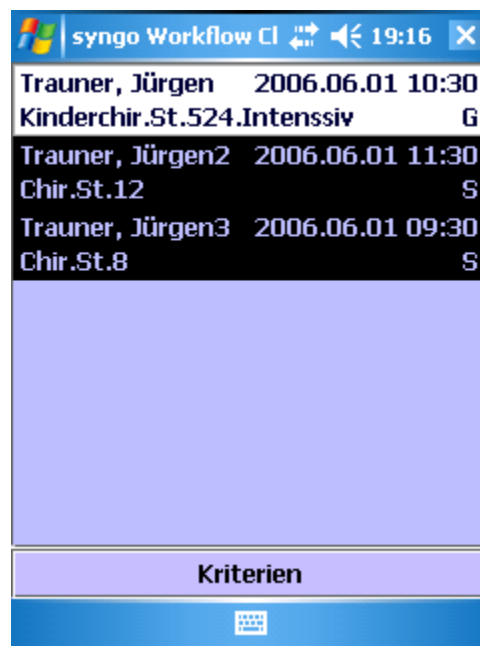 syngo Workflow Cl 19:16
Trauner, Jürgen 2006.06.01 10:30
Kinderchir.St.524.Intenssiv G
Trauner, Jürgen2 2006.06.01 11:30
Chir.St.12 S
Trauner, Jürgen3 2006.06.01 09:30
Chir.St.8 S
Kriterien